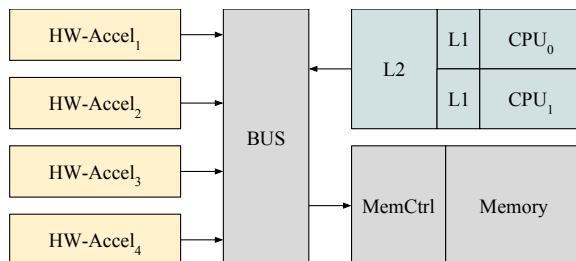 HW-Accel₁
HW-Accel₂
HW-Accel₃
HW-Accel₄
BUS
L2
L1
CPU₀
L1
CPU₁
MemCtrl
Memory